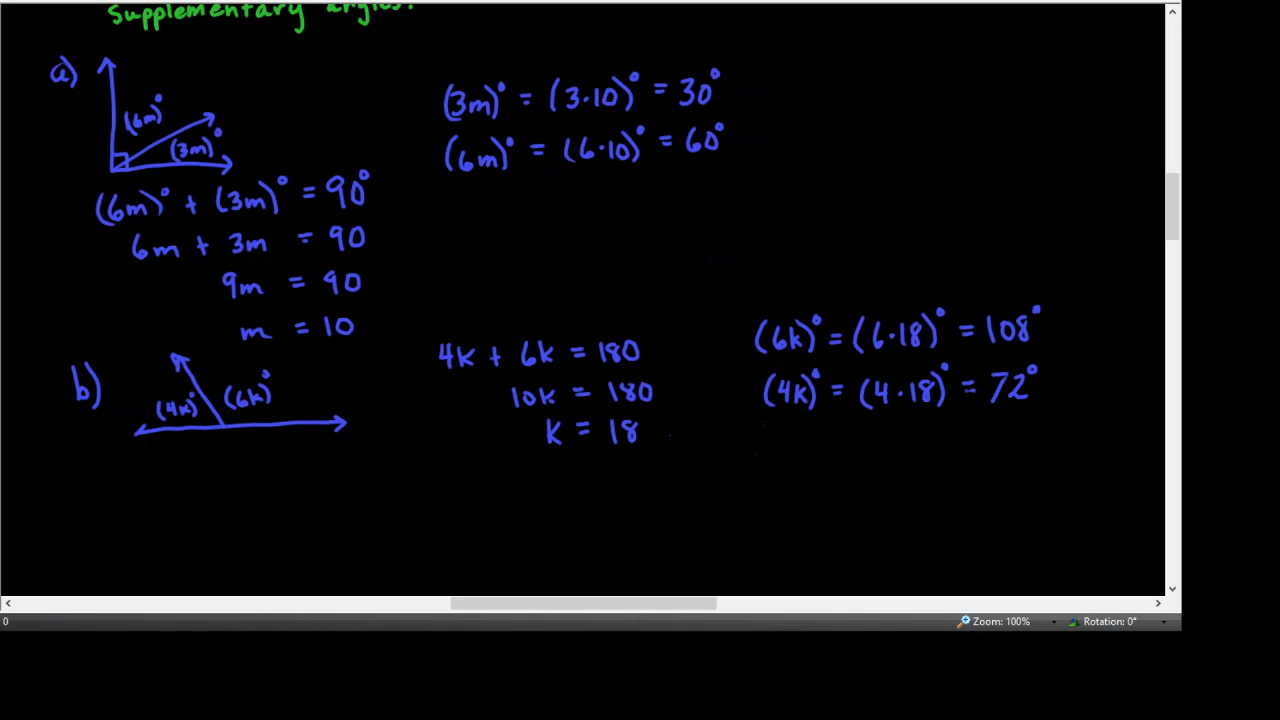 Supplementary angles.
a)
(6m)°
(3m)°
(3m)° = (3·10)° = 30°
(6m)° = (6·10)° = 60°
(6m)° + (3m)° = 90°
6m + 3m = 90
9m = 90
m = 10
b)
(4k)° (6k)°
4k + 6k = 180
10k = 180
k = 18
(6k)° = (6·18)° = 108°
(4k)° = (4·18)° = 72°
0 Zoom: 100% Rotation: 0°